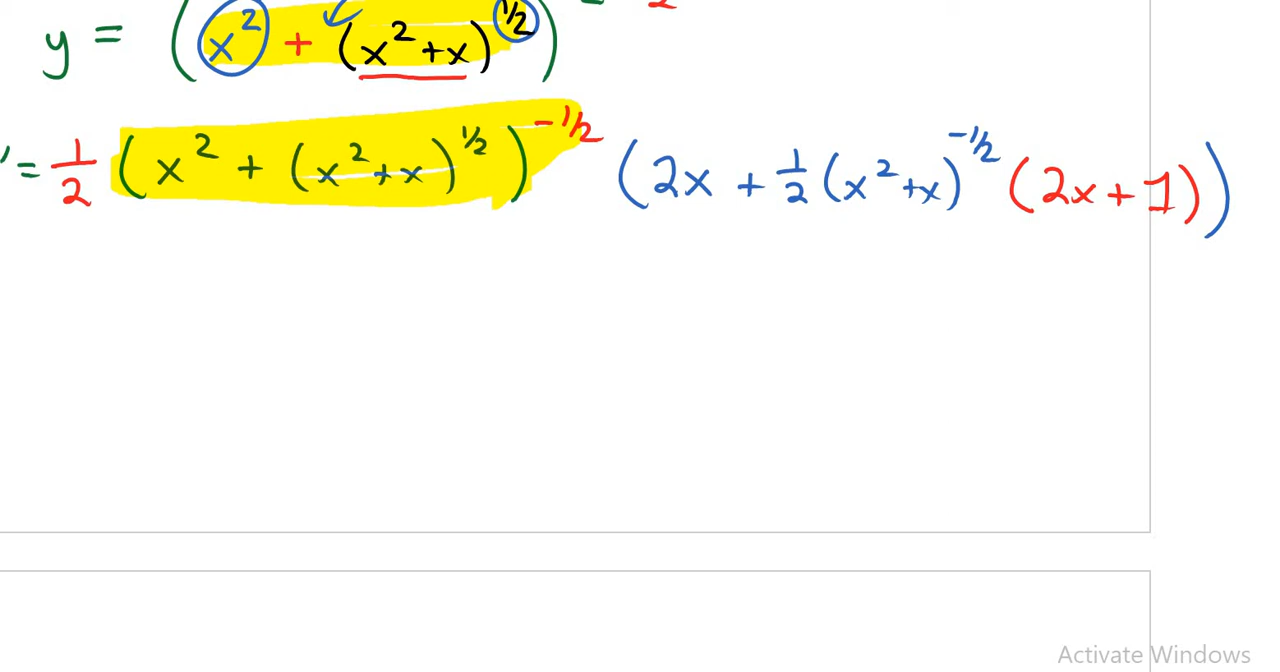 y = (x² + (x²+x)^½)
' = 1/2 (x² + (x²+x)^½)^-½ (2x + 1/2 (x²+x)^-½ (2x+1))
Activate Windows